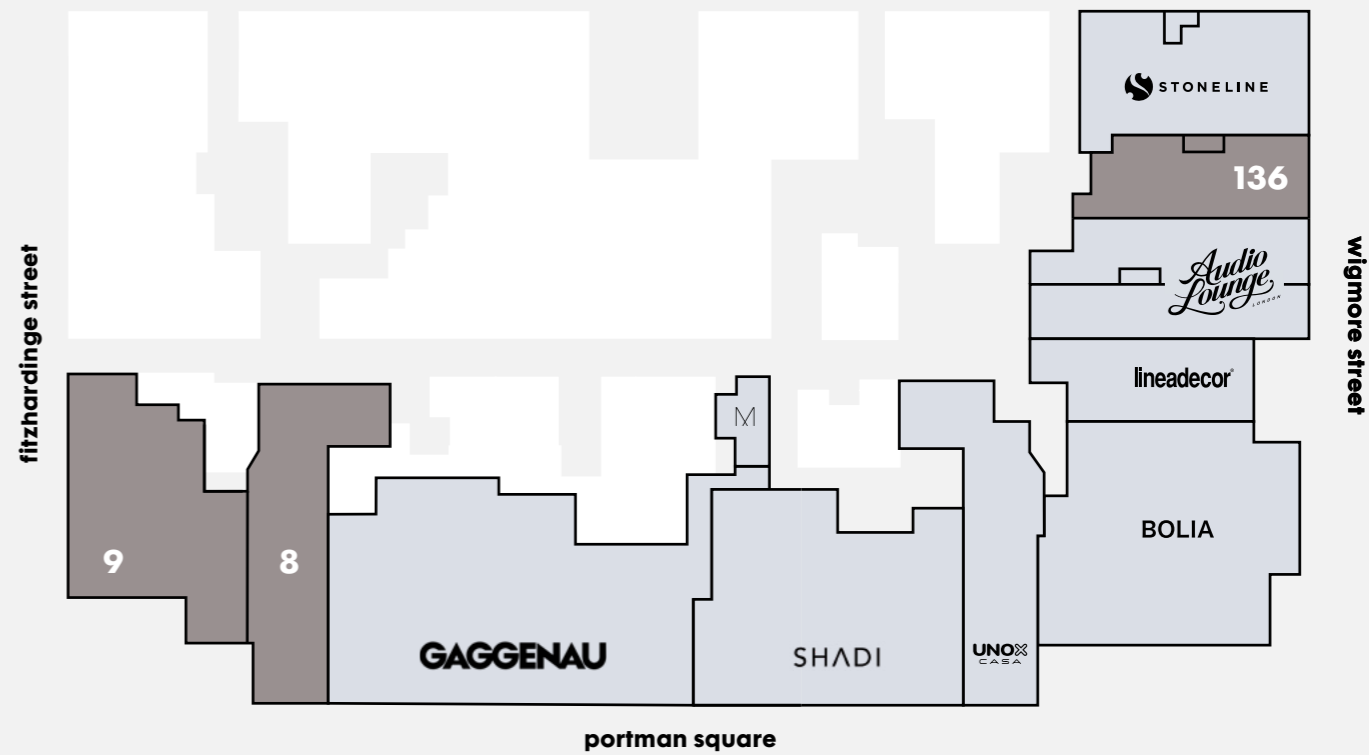 STONELINE
136
Audio
Lounge
LONDON
lineadecor®
BOLIA
M
9
8
GAGGENAU
SHADI
UNOX
CASA
fitzhardinge street
wigmore street
portman square